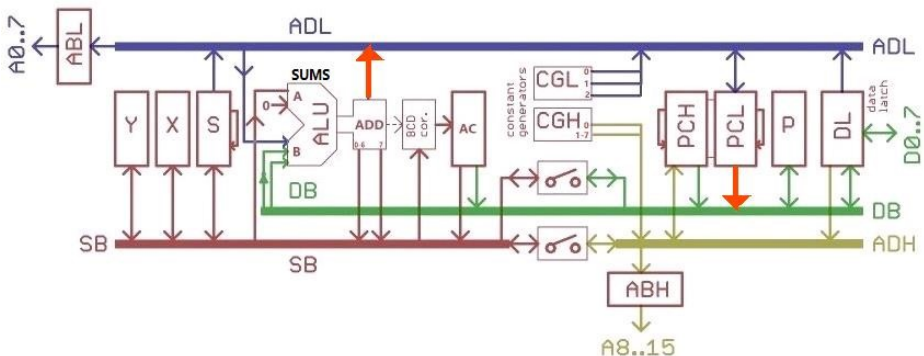 ADL
ADL
A0..7
ABL
SUMS
Y
X
S
0
A
B
ALU
ADD
0-6
7
BCD
cor.
AC
constant
generators
CGL
0
1
2
CGH
0
1-7
PCH
PCL
P
DL
data
latch
D0..7
DB
DB
SB
SB
ADH
ABH
A8..15